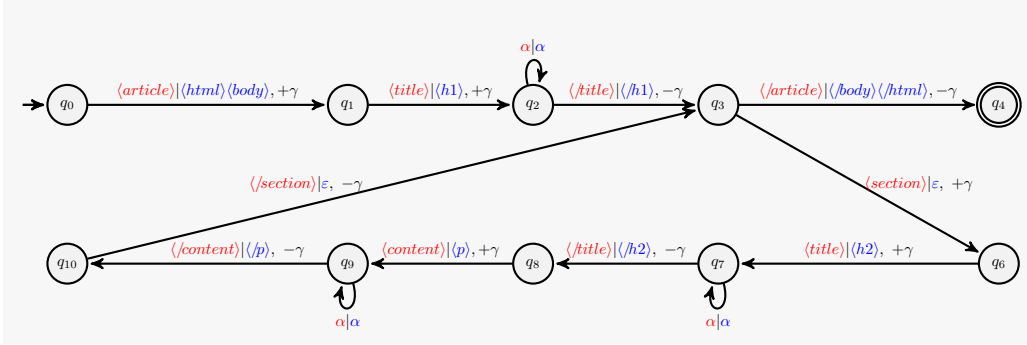 α|α
⟨article⟩|⟨html⟩⟨body⟩, +γ ⟨title⟩|⟨h1⟩, +γ ⟨/title⟩|⟨/h1⟩, −γ ⟨/article⟩|⟨/body⟩⟨/html⟩, −γ
q₀ q₁ q₂ q₃ q₄
⟨/section⟩|ε, −γ ⟨section⟩|ε, +γ
⟨/content⟩|⟨/p⟩, −γ ⟨content⟩|⟨p⟩, +γ ⟨/title⟩|⟨/h2⟩, −γ ⟨title⟩|⟨h2⟩, +γ
q₁₀ q₉ q₈ q₇ q₆
α|α α|α